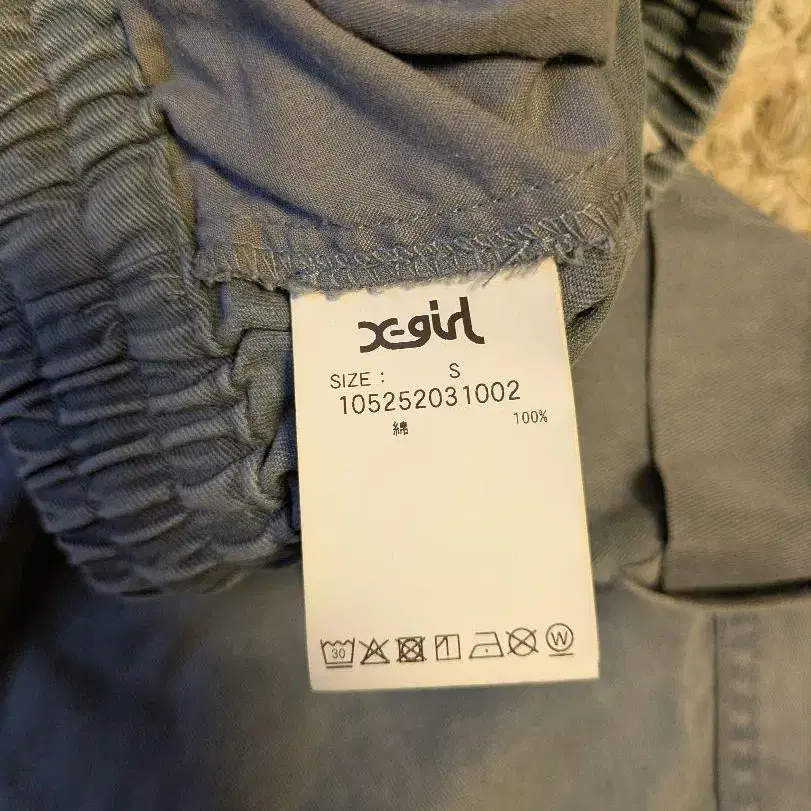 X-girl
SIZE : S
105252031002
綿 100%
30 W